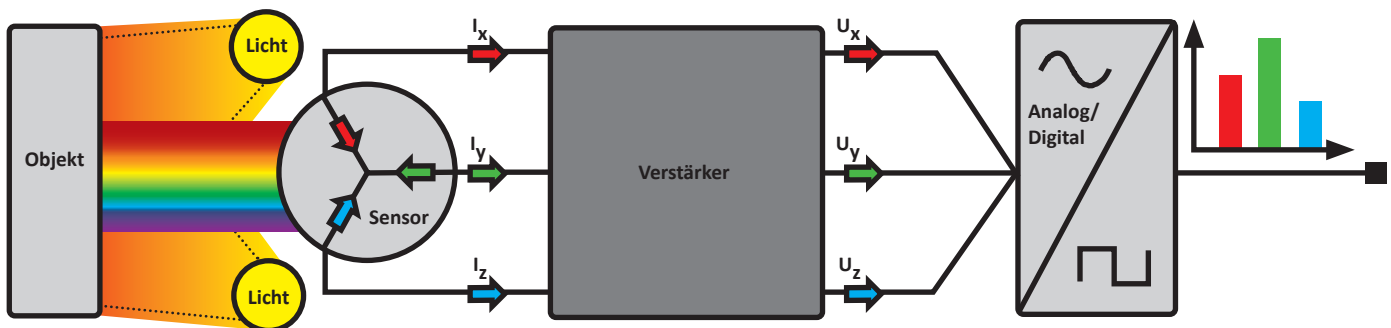 Objekt
Licht
Licht
Sensor
Ix
Iy
Iz
Verstärker
Ux
Uy
Uz
Analog/
Digital